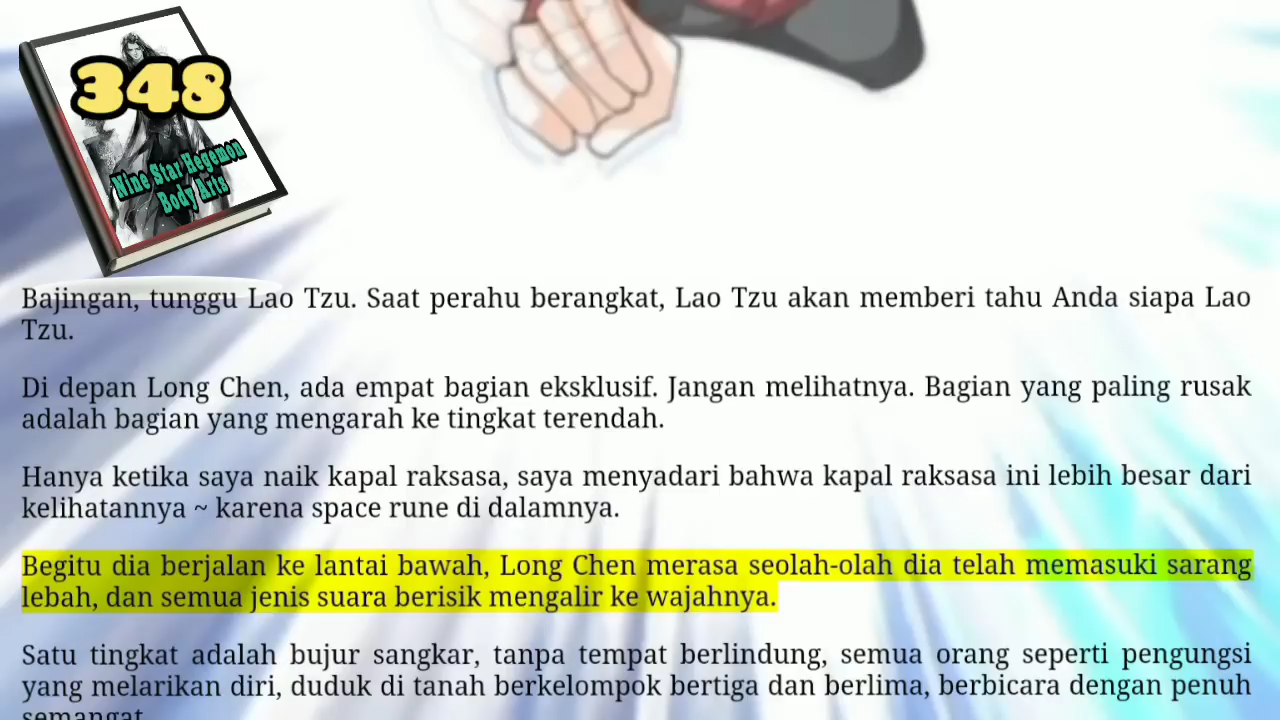 348
Nine Star Hegemon
Body Arts
Bajingan, tunggu Lao Tzu. Saat perahu berangkat, Lao Tzu akan memberi tahu Anda siapa Lao
Tzu.
Di depan Long Chen, ada empat bagian eksklusif. Jangan melihatnya. Bagian yang paling rusak
adalah bagian yang mengarah ke tingkat terendah.
Hanya ketika saya naik kapal raksasa, saya menyadari bahwa kapal raksasa ini lebih besar dari
kelihatannya ~ karena space rune di dalamnya.
Begitu dia berjalan ke lantai bawah, Long Chen merasa seolah-olah dia telah memasuki sarang
lebah, dan semua jenis suara berisik mengalir ke wajahnya.
Satu tingkat adalah bujur sangkar, tanpa tempat berlindung, semua orang seperti pengungsi
yang melarikan diri, duduk di tanah berkelompok bertiga dan berlima, berbicara dengan penuh
semangat.